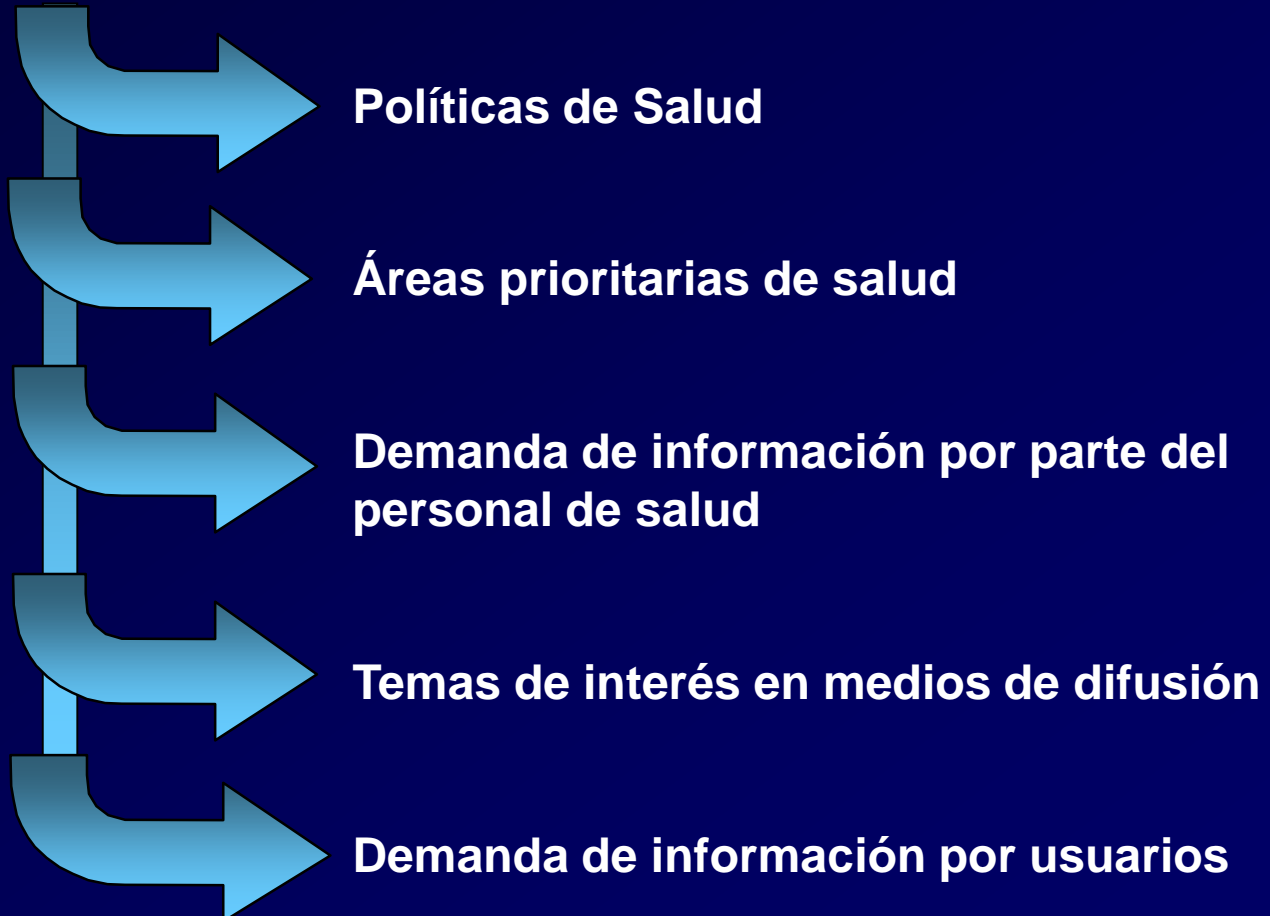 Políticas de Salud
Áreas prioritarias de salud
Demanda de información por parte del
personal de salud
Temas de interés en medios de difusión
Demanda de información por usuarios